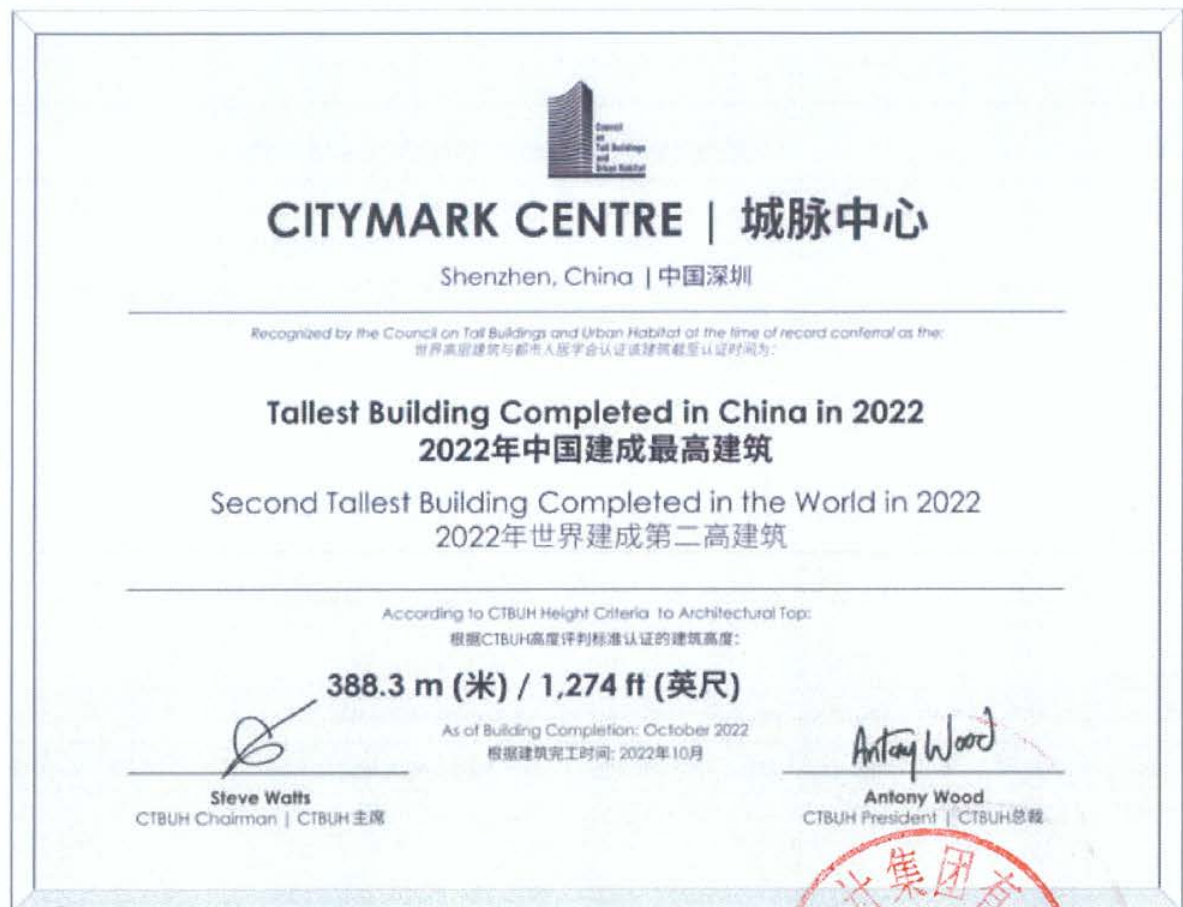 Council
on
Tall Buildings
and
Urban Habitat
CITYMARK CENTRE | 城脉中心
Shenzhen, China | 中国深圳
Recognized by the Council on Tall Buildings and Urban Habitat at the time of record conferral as the:
世界高层建筑与都市人居学会认证该建筑截至认证时间为：
Tallest Building Completed in China in 2022
2022年中国建成最高建筑
Second Tallest Building Completed in the World in 2022
2022年世界建成第二高建筑
According to CTBUH Height Criteria to Architectural Top:
根据CTBUH高度评判标准认证的建筑高度：
388.3 m (米) / 1,274 ft (英尺)
As of Building Completion: October 2022
根据建筑完工时间: 2022年10月
Antony Wood
Steve Watts
CTBUH Chairman | CTBUH 主席
Antony Wood
CTBUH President | CTBUH总裁
集团有